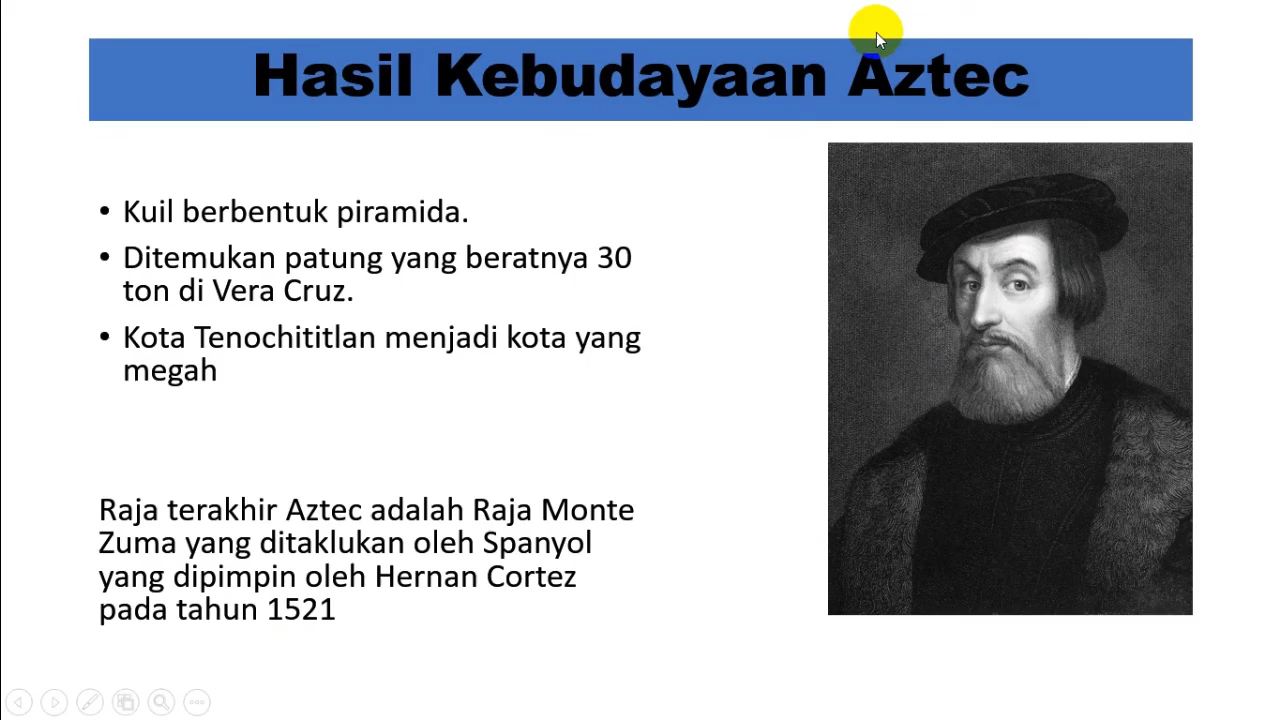 Hasil Kebudayaan Aztec
• Kuil berbentuk piramida.
• Ditemukan patung yang beratnya 30
ton di Vera Cruz.
• Kota Tenochititlan menjadi kota yang
megah
Raja terakhir Aztec adalah Raja Monte
Zuma yang ditaklukan oleh Spanyol
yang dipimpin oleh Hernan Cortez
pada tahun 1521